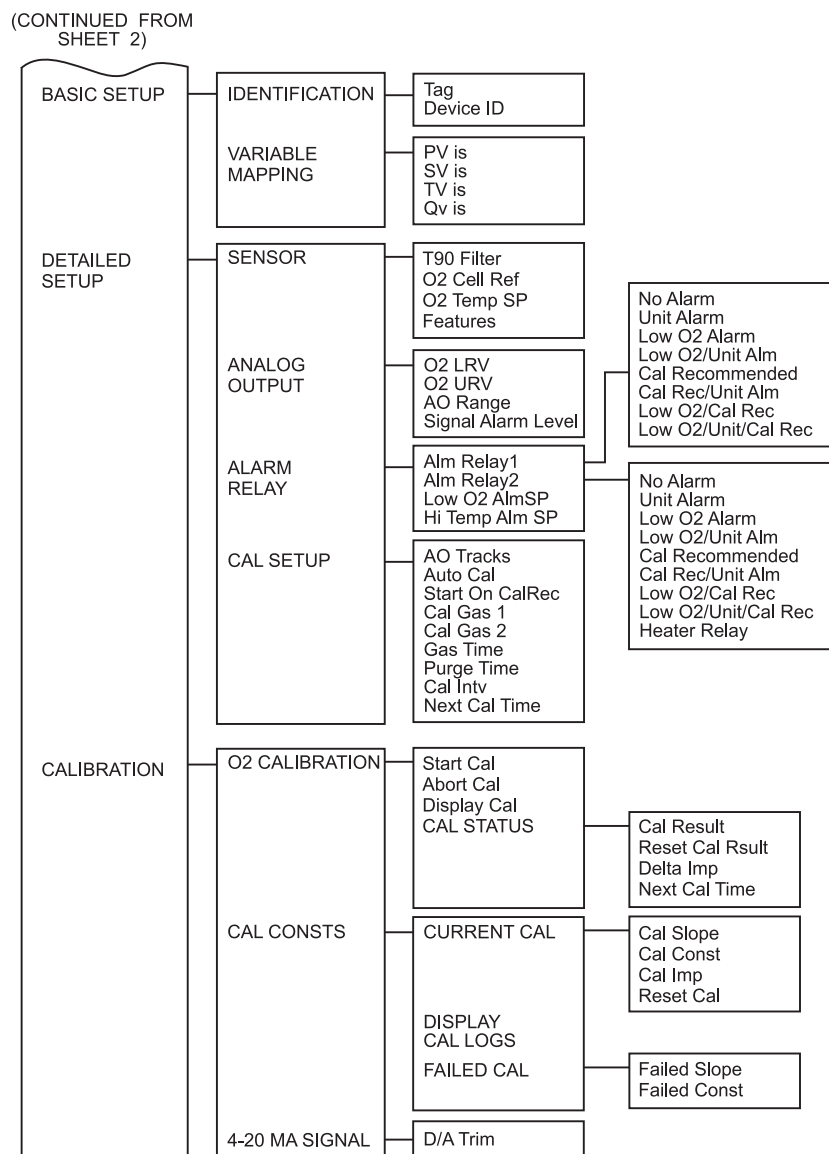 (CONTINUED FROM
SHEET 2)
BASIC SETUP
IDENTIFICATION
Tag
Device ID
VARIABLE
MAPPING
PV is
SV is
TV is
Qv is
DETAILED
SETUP
SENSOR
T90 Filter
O2 Cell Ref
O2 Temp SP
Features
ANALOG
OUTPUT
O2 LRV
O2 URV
AO Range
Signal Alarm Level
ALARM
RELAY
Alm Relay1
Alm Relay2
Low O2 AlmSP
Hi Temp Alm SP
No Alarm
Unit Alarm
Low O2 Alarm
Low O2/Unit Alm
Cal Recommended
Cal Rec/Unit Alm
Low O2/Cal Rec
Low O2/Unit/Cal Rec
No Alarm
Unit Alarm
Low O2 Alarm
Low O2/Unit Alm
Cal Recommended
Cal Rec/Unit Alm
Low O2/Cal Rec
Low O2/Unit/Cal Rec
Heater Relay
CAL SETUP
AO Tracks
Auto Cal
Start On CalRec
Cal Gas 1
Cal Gas 2
Gas Time
Purge Time
Cal Intv
Next Cal Time
CALIBRATION
O2 CALIBRATION
Start Cal
Abort Cal
Display Cal
CAL STATUS
Cal Result
Reset Cal Rsult
Delta Imp
Next Cal Time
CAL CONSTS
CURRENT CAL
Cal Slope
Cal Const
Cal Imp
Reset Cal
DISPLAY
CAL LOGS
FAILED CAL
Failed Slope
Failed Const
4-20 MA SIGNAL
D/A Trim